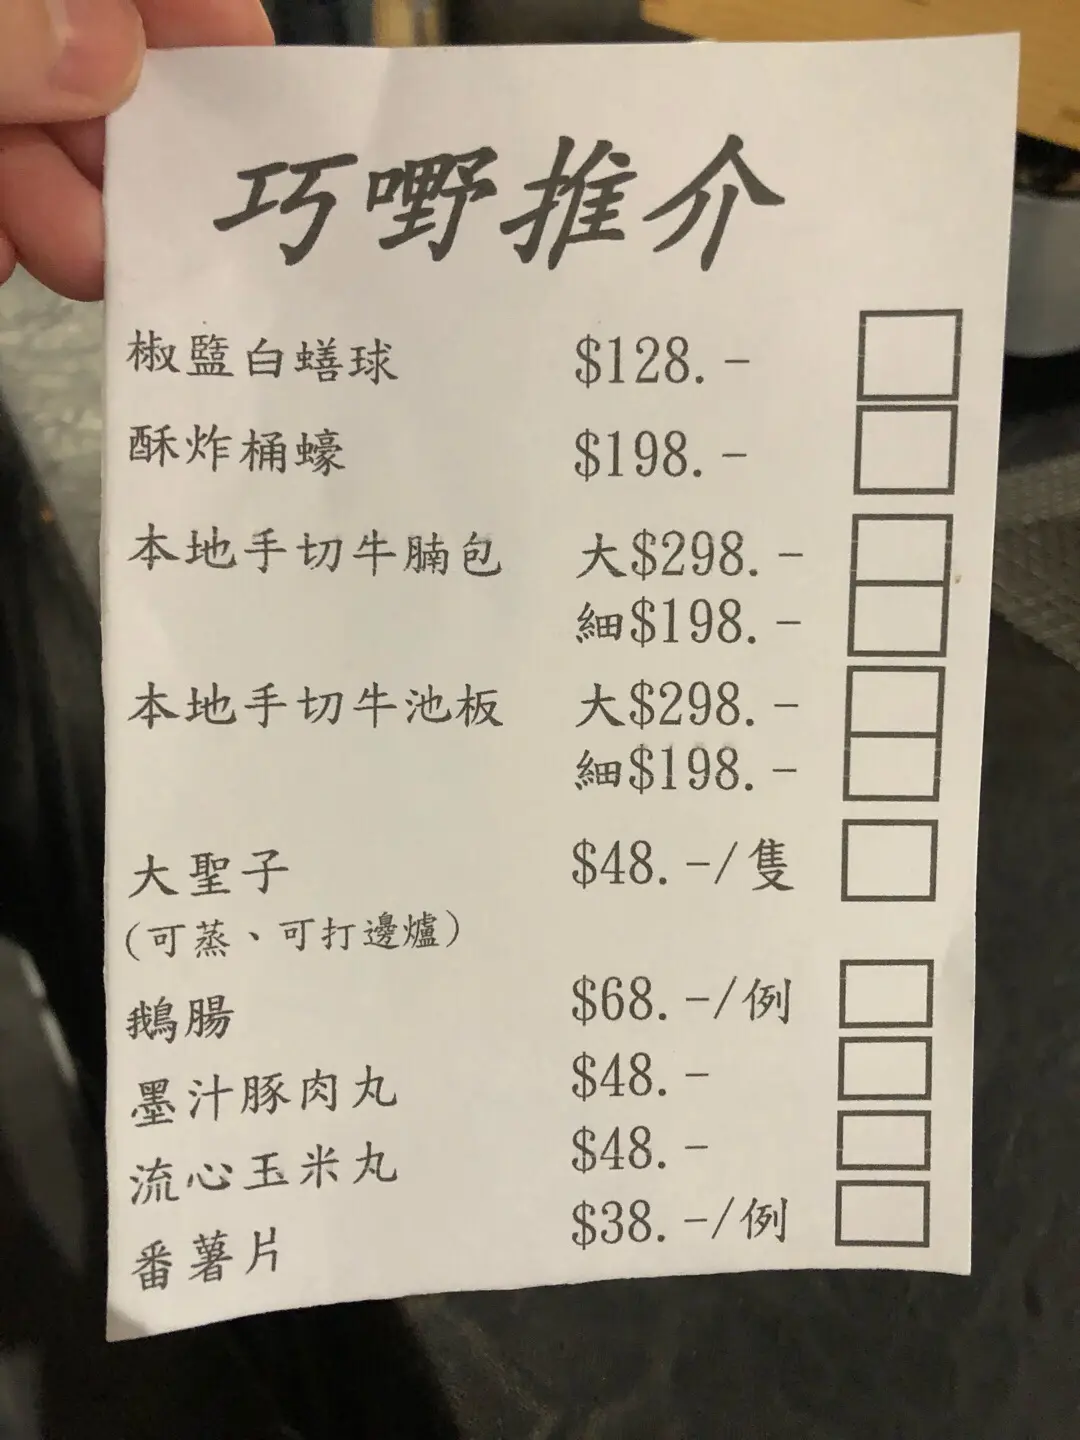 巧嘢推介
椒鹽白鱔球 $128.-
酥炸桶蠔 $198.-
本地手切牛腩包 大$298.-
細$198.-
本地手切牛池板 大$298.-
細$198.-
大聖子 $48.-/隻
(可蒸、可打邊爐)
鵝腸 $68.-/例
墨汁豚肉丸 $48.-
流心玉米丸 $48.-
番薯片 $38.-/例